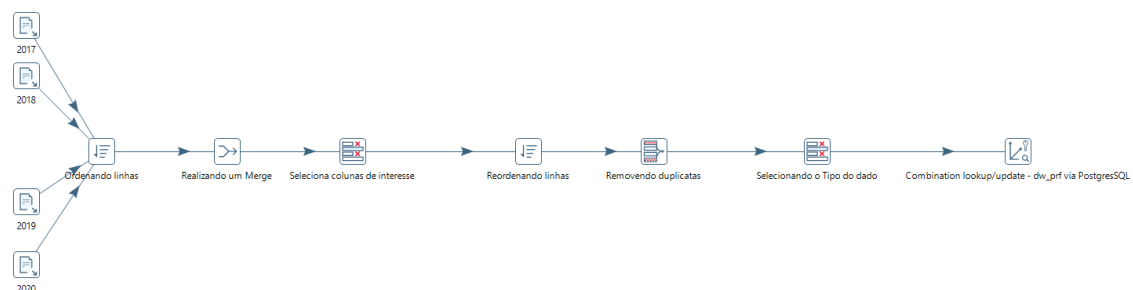 2017
2018
Ordenando linhas
Realizando um Merge
Seleciona colunas de interesse
Reordenando linhas
Removendo duplicatas
Selecionando o Tipo do dado
Combination lookup/update - dw_prf via PostgresSQL
2019
2020